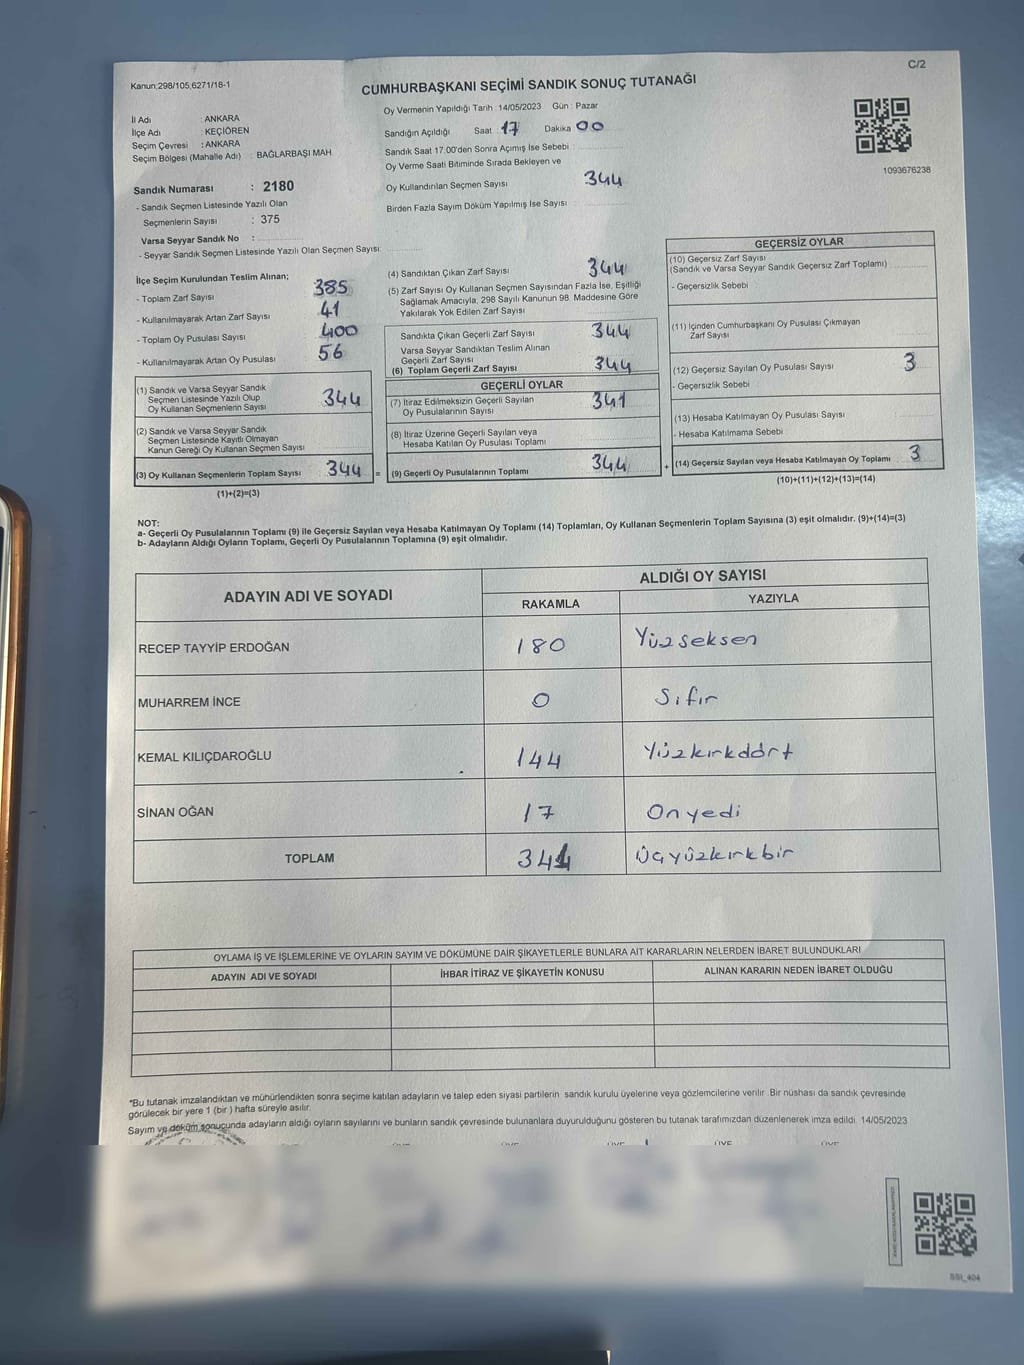 C/2
Kanun;298/105,6271/18-1
CUMHURBAŞKANI SEÇİMİ SANDIK SONUÇ TUTANAĞI
Oy Vermenin Yapıldığı Tarih : 14/05/2023 Gün : Pazar
İl Adı : ANKARA
İlçe Adı : KEÇİÖREN
Seçim Çevresi : ANKARA
Seçim Bölgesi (Mahalle Adı) : BAĞLARBAŞI MAH.
Sandık Numarası : 2180
- Sandık Seçmen Listesinde Yazılı Olan
Seçmenlerin Sayısı : 375
Varsa Seyyar Sandık No :
- Seyyar Sandık Seçmen Listesinde Yazılı Olan Seçmen Sayısı:
Sandığın Açıldığı Saat : 17 Dakika : 00
Sandık Saat 17.00'den Sonra Açımış İse Sebebi :
Oy Verme Saati Bitiminde Sırada Bekleyen ve
Oy Kullandırılan Seçmen Sayısı 344
Birden Fazla Sayım Döküm Yapılmış İse Sayısı :
1093676238
İlçe Seçim Kurulundan Teslim Alınan;
- Toplam Zarf Sayısı 385
- Kullanılmayarak Artan Zarf Sayısı 41
- Toplam Oy Pusulası Sayısı 400
- Kullanılmayarak Artan Oy Pusulası 56
(1) Sandık ve Varsa Seyyar Sandık
Seçmen Listesinde Yazılı Olup
Oy Kullanan Seçmenlerin Sayısı 344
(2) Sandık ve Varsa Seyyar Sandık
Seçmen Listesinde Kayıtlı Olmayan
Kanun Gereği Oy Kullanan Seçmen Sayısı
(3) Oy Kullanan Seçmenlerin Toplam Sayısı 344 =
(1)+(2)=(3)
(4) Sandıktan Çıkan Zarf Sayısı 344
(5) Zarf Sayısı Oy Kullanan Seçmen Sayısından Fazla İse, Eşitliği
Sağlamak Amacıyla, 298 Sayılı Kanunun 98. Maddesine Göre
Yakılarak Yok Edilen Zarf Sayısı
Sandıkta Çıkan Geçerli Zarf Sayısı 344
Varsa Seyyar Sandıktan Teslim Alınan
Geçerli Zarf Sayısı
(6) Toplam Geçerli Zarf Sayısı 344
GEÇERLİ OYLAR
(7) İtiraz Edilmeksizin Geçerli Sayılan
Oy Pusulalarının Sayısı 341
(8) İtiraz Üzerine Geçerli Sayılan veya
Hesaba Katılan Oy Pusulası Toplamı
(9) Geçerli Oy Pusulalarının Toplamı 344 +
GEÇERSİZ OYLAR
(10) Geçersiz Zarf Sayısı
(Sandık ve Varsa Seyyar Sandık Geçersiz Zarf Toplamı)
- Geçersizlik Sebebi
(11) İçinden Cumhurbaşkanı Oy Pusulası Çıkmayan
Zarf Sayısı
(12) Geçersiz Sayılan Oy Pusulası Sayısı 3
- Geçersizlik Sebebi
(13) Hesaba Katılmayan Oy Pusulası Sayısı
- Hesaba Katılmama Sebebi
(14) Geçersiz Sayılan veya Hesaba Katılmayan Oy Toplamı 3
(10)+(11)+(12)+(13)=(14)
NOT:
a- Geçerli Oy Pusulalarının Toplamı (9) ile Geçersiz Sayılan veya Hesaba Katılmayan Oy Toplamı (14) Toplamları, Oy Kullanan Seçmenlerin Toplam Sayısına (3) eşit olmalıdır. (9)+(14)=(3)
b- Adayların Aldığı Oyların Toplamı, Geçerli Oy Pusulalarının Toplamına (9) eşit olmalıdır.
ADAYIN ADI VE SOYADI ALDIĞI OY SAYISI
RAKAMLA YAZIYLA
RECEP TAYYİP ERDOĞAN 180 Yüzseksen
MUHARREM İNCE 0 Sıfır
KEMAL KILIÇDAROĞLU 144 Yüzkırkdört
SİNAN OĞAN 17 Onyedi
TOPLAM 341 Üçyüzkırkbir
OYLAMA İŞ VE İŞLEMLERİNE VE OYLARIN SAYIM VE DÖKÜMÜNE DAİR ŞİKAYETLERLE BUNLARA AİT KARARLARIN NELERDEN İBARET BULUNDUKLARI
ADAYIN ADI VE SOYADI İHBAR İTİRAZ VE ŞİKAYETİN KONUSU ALINAN KARARIN NEDEN İBARET OLDUĞU
*Bu tutanak imzalandıktan ve mühürlendikten sonra seçime katılan adayların ve talep eden siyasi partilerin sandık kurulu üyelerine veya gözlemcilerine verilir. Bir nüshası da sandık çevresinde
görülecek bir yere 1 (bir ) hafta süreyle asılır.
Sayım ve döküm sonucunda adayların aldığı oyların sayılarını ve bunların sandık çevresinde bulunanlara duyurulduğunu gösteren bu tutanak tarafımızdan düzenlenerek imza edildi. 14/05/2023
ÜYE ÜYE ÜYE ÜYE
SSI_404